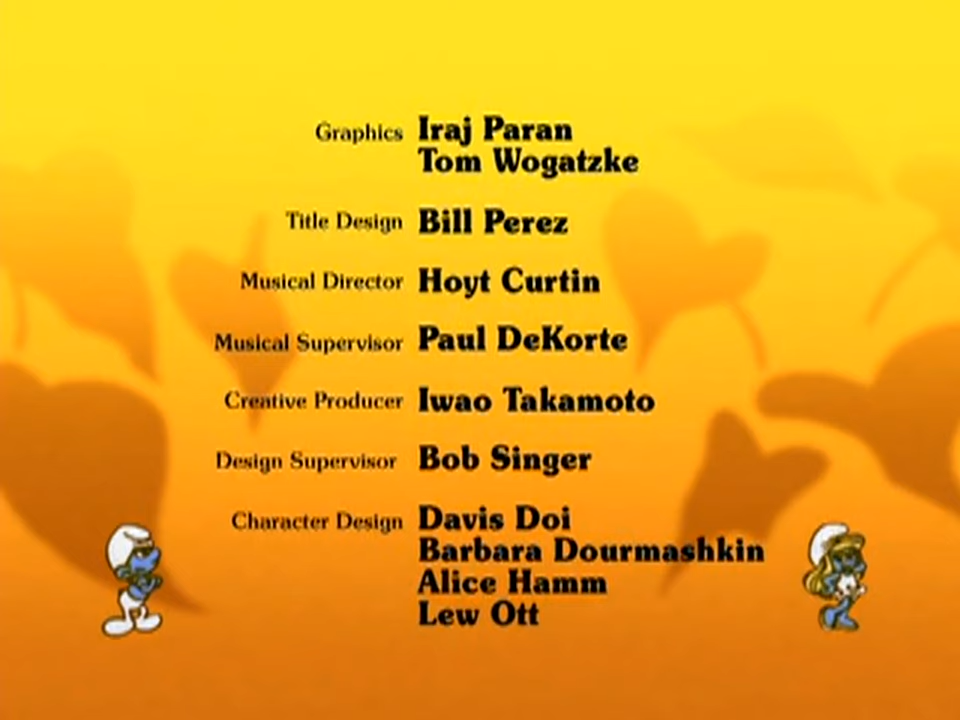 Graphics Iraj Paran
Tom Wogatzke
Title Design Bill Perez
Musical Director Hoyt Curtin
Musical Supervisor Paul DeKorte
Creative Producer Iwao Takamoto
Design Supervisor Bob Singer
Character Design Davis Doi
Barbara Dourmashkin
Alice Hamm
Lew Ott